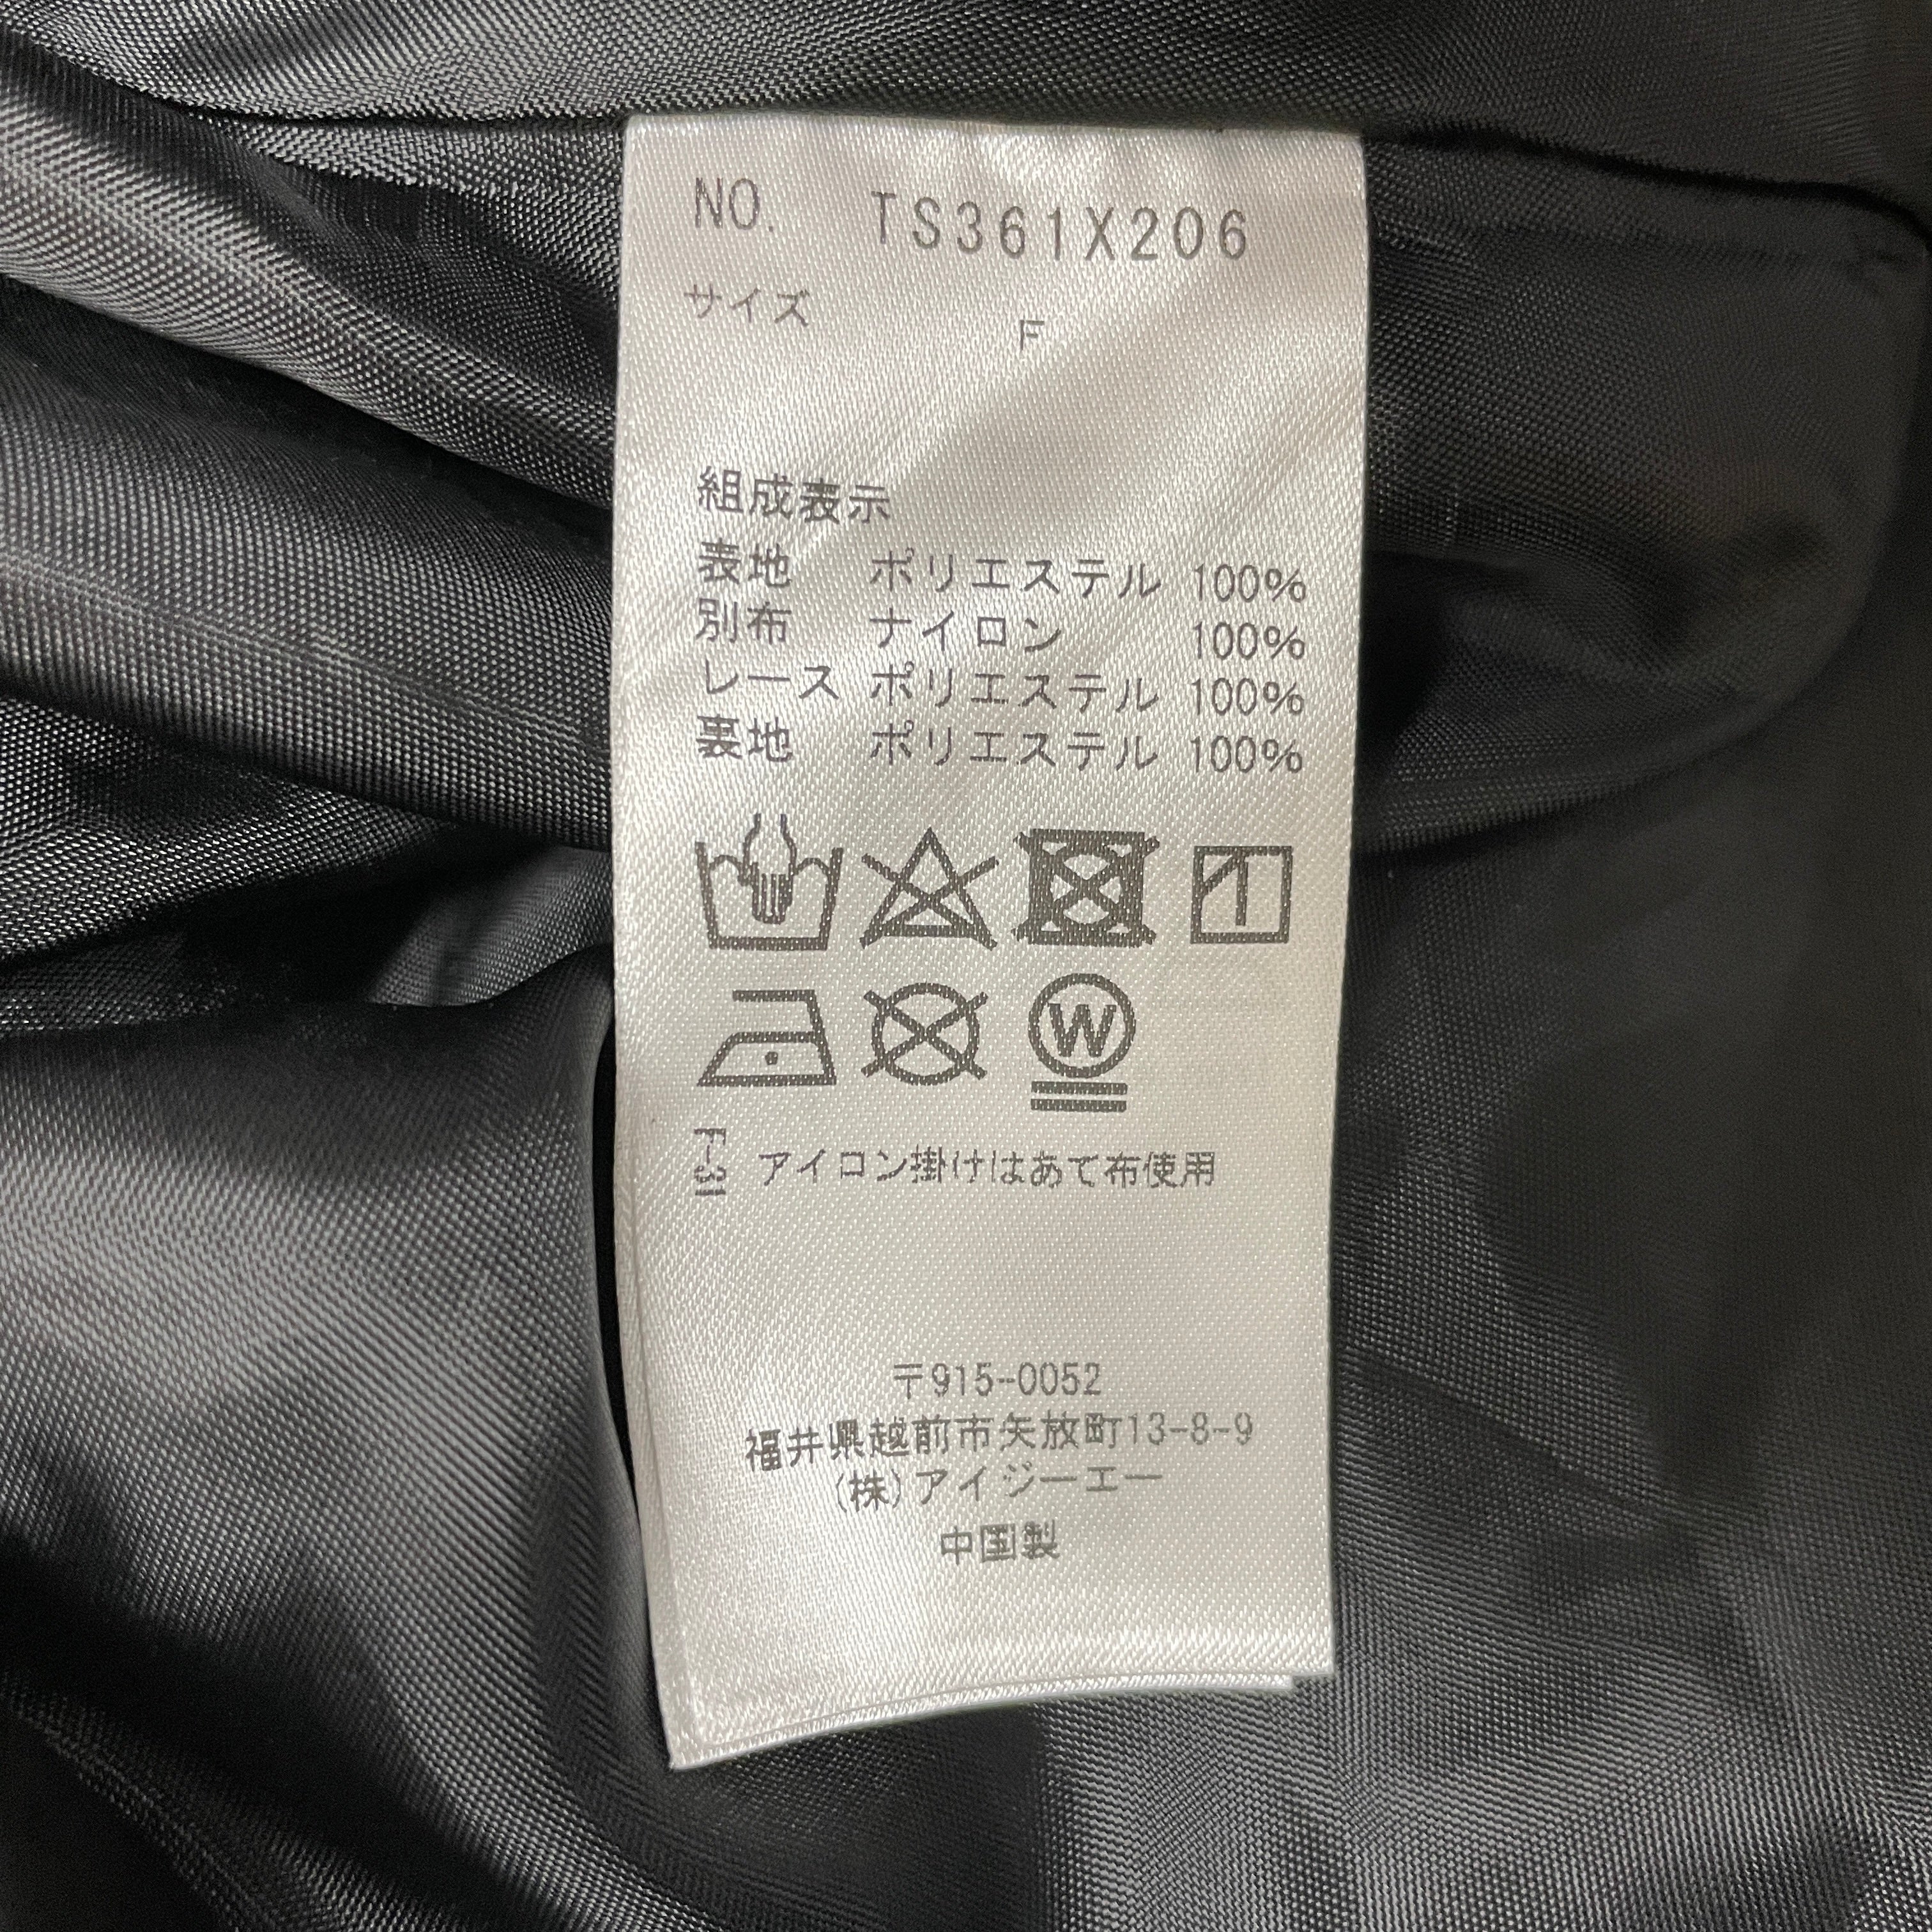 NO. TS361X206
サイズ F
組成表示
表地 ポリエステル 100%
別布 ナイロン 100%
レース ポリエステル 100%
裏地 ポリエステル 100%
W
F-31 アイロン掛けはあて布使用
〒915-0052
福井県越前市矢放町13-8-9
(株)アイジーエー
中国製